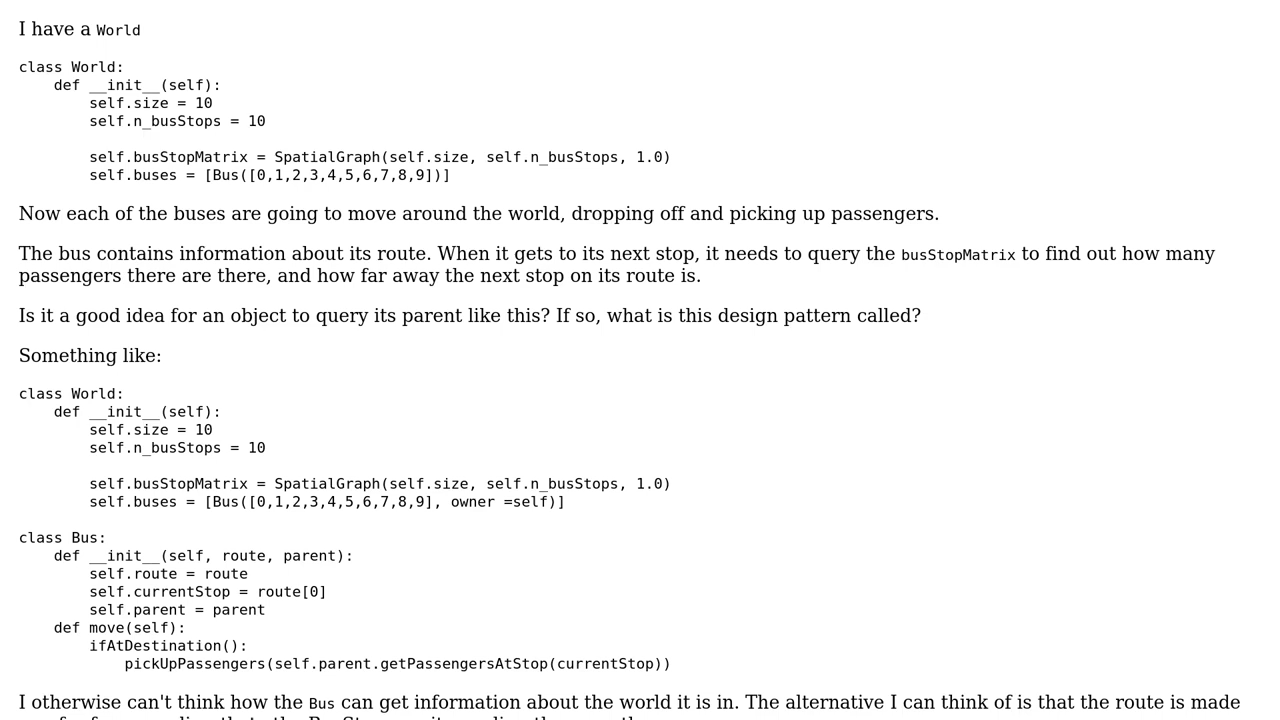 I have a World
class World:
    def __init__(self):
        self.size = 10
        self.n_busStops = 10

        self.busStopMatrix = SpatialGraph(self.size, self.n_busStops, 1.0)
        self.buses = [Bus([0,1,2,3,4,5,6,7,8,9])]
Now each of the buses are going to move around the world, dropping off and picking up passengers.
The bus contains information about its route. When it gets to its next stop, it needs to query the busStopMatrix to find out how many
passengers there are there, and how far away the next stop on its route is.
Is it a good idea for an object to query its parent like this? If so, what is this design pattern called?
Something like:
class World:
    def __init__(self):
        self.size = 10
        self.n_busStops = 10

        self.busStopMatrix = SpatialGraph(self.size, self.n_busStops, 1.0)
        self.buses = [Bus([0,1,2,3,4,5,6,7,8,9], owner =self)]

class Bus:
    def __init__(self, route, parent):
        self.route = route
        self.currentStop = route[0]
        self.parent = parent
    def move(self):
        ifAtDestination():
            pickUpPassengers(self.parent.getPassengersAtStop(currentStop))
I otherwise can't think how the Bus can get information about the world it is in. The alternative I can think of is that the route is made